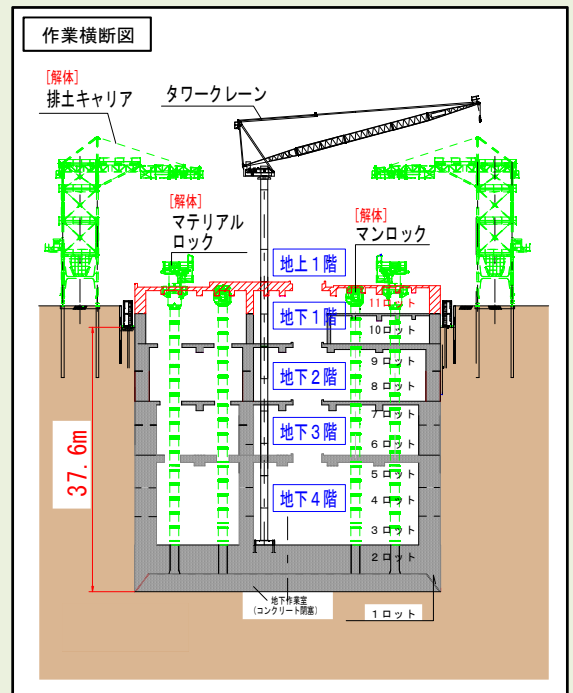 作業横断図
[解体]
排土キャリア
タワークレーン
[解体]
マテリアル
ロック
[解体]
マンロック
地上1階
地下1階
地下2階
地下3階
地下4階
11ロット
10ロット
9ロット
8ロット
7ロット
6ロット
5ロット
4ロット
3ロット
2ロット
1ロット
37.6m
地下作業室
(コンクリート閉塞)